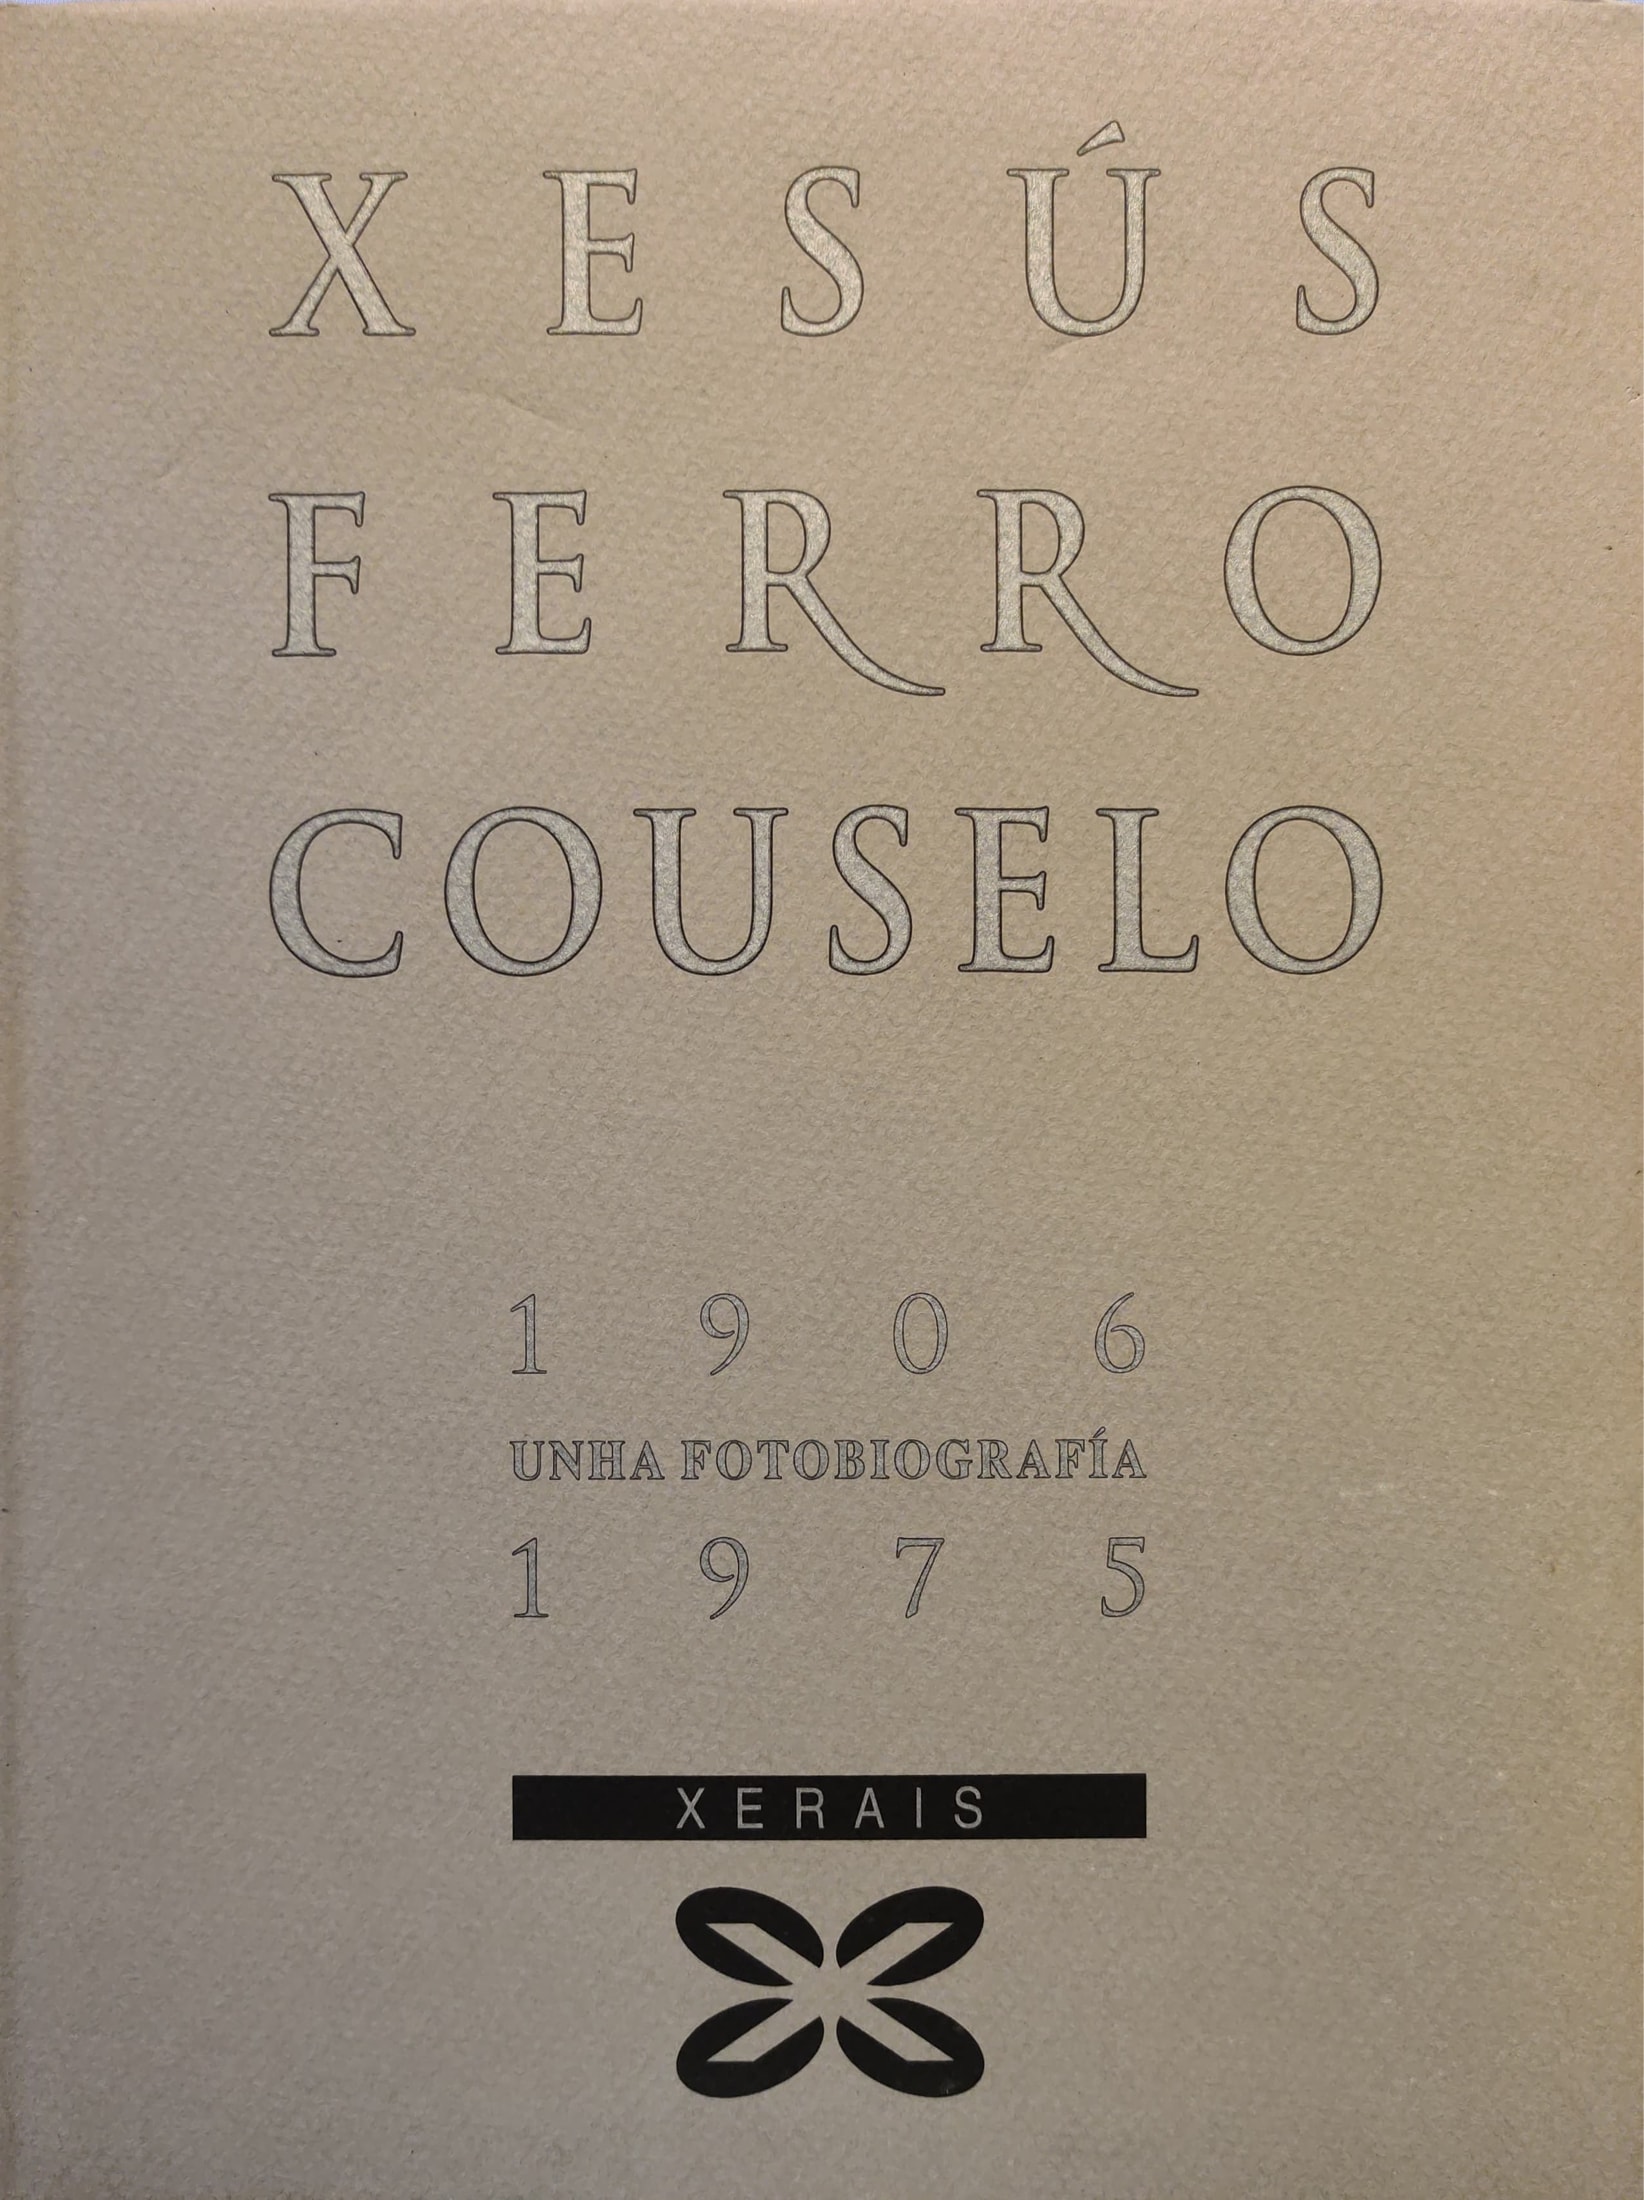 XESÚS
FERRO
COUSELO
1906
UNHA FOTOBIOGRAFÍA
1975
XERAIS